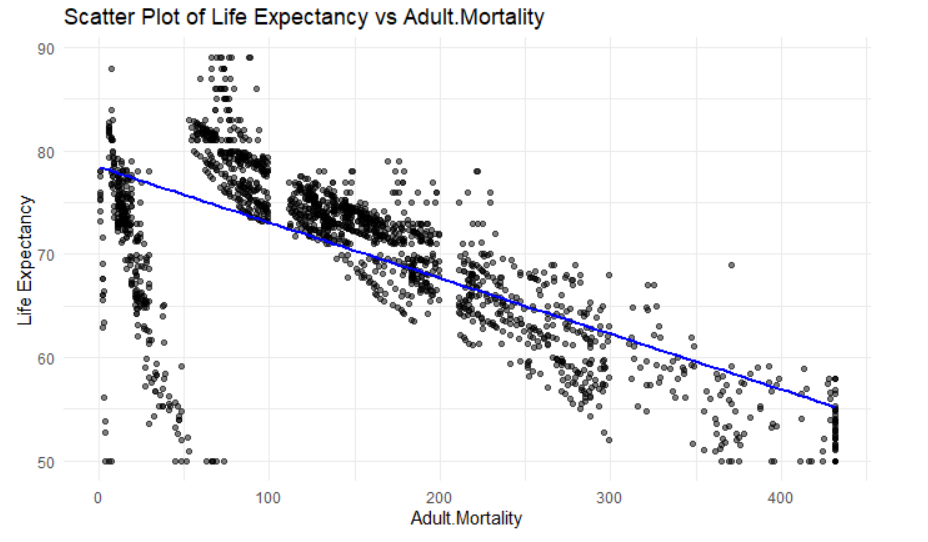 Scatter Plot of Life Expectancy vs Adult.Mortality
90
80
70
60
50
Life Expectancy
0 100 200 300 400
Adult.Mortality